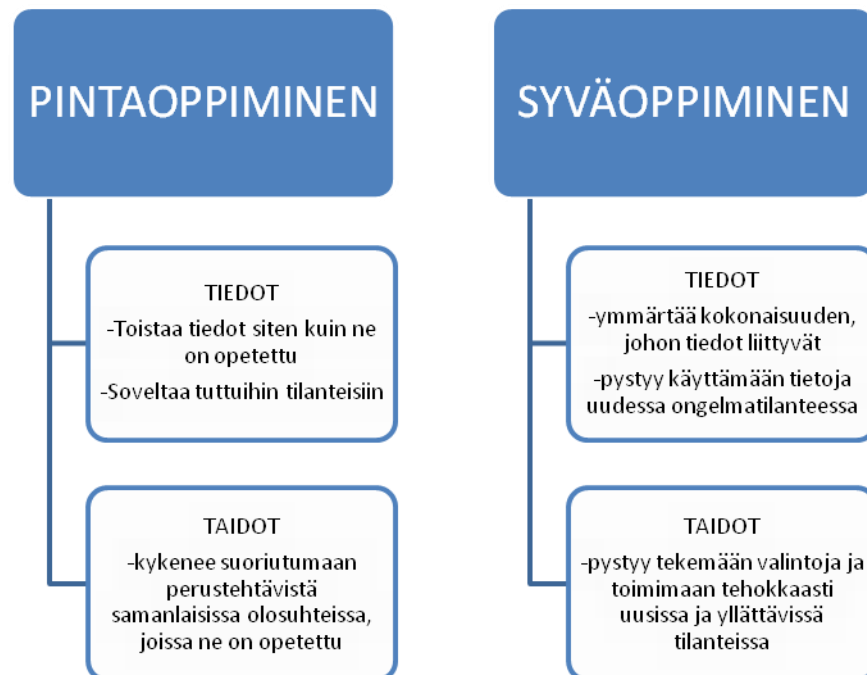 PINTAOPPIMINEN
TIEDOT
-Toistaa tiedot siten kuin ne
on opetettu
-Soveltaa tuttuihin tilanteisiin
TAIDOT
-kykenee suoriutumaan
perustehtävistä
samanlaisissa olosuhteissa,
joissa ne on opetettu
SYVÄOPPIMINEN
TIEDOT
-ymmärtää kokonaisuuden,
johon tiedot liittyvät
-pystyy käyttämään tietoja
uudessa ongelmatilanteessa
TAIDOT
-pystyy tekemään valintoja ja
toimimaan tehokkaasti
uusissa ja yllättävissä
tilanteissa